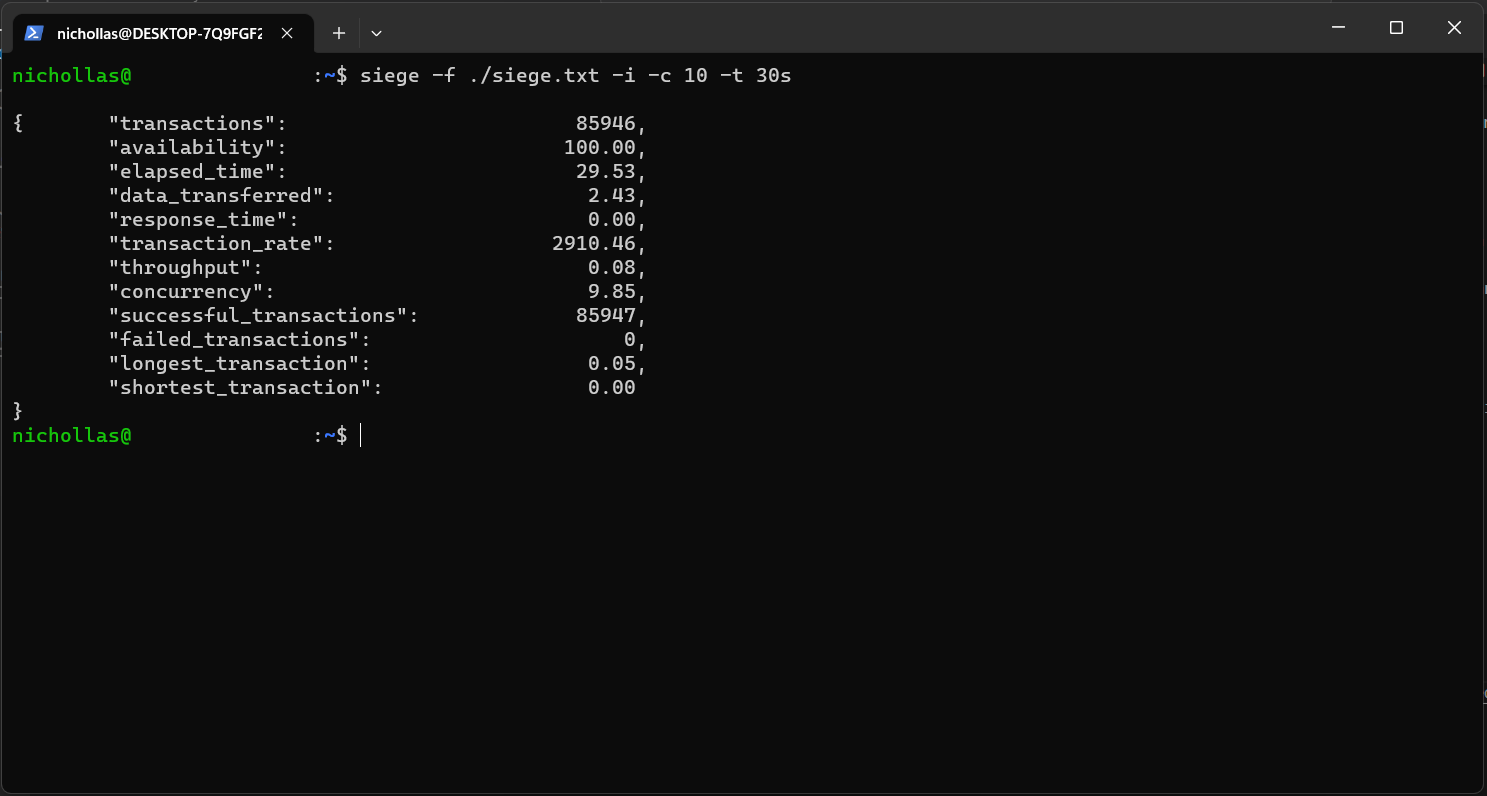 nichollas@DESKTOP-7Q9FGF2
nichollas@ :~$ siege -f ./siege.txt -i -c 10 -t 30s
{ "transactions": 85946,
"availability": 100.00,
"elapsed_time": 29.53,
"data_transferred": 2.43,
"response_time": 0.00,
"transaction_rate": 2910.46,
"throughput": 0.08,
"concurrency": 9.85,
"successful_transactions": 85947,
"failed_transactions": 0,
"longest_transaction": 0.05,
"shortest_transaction": 0.00
}
nichollas@ :~$